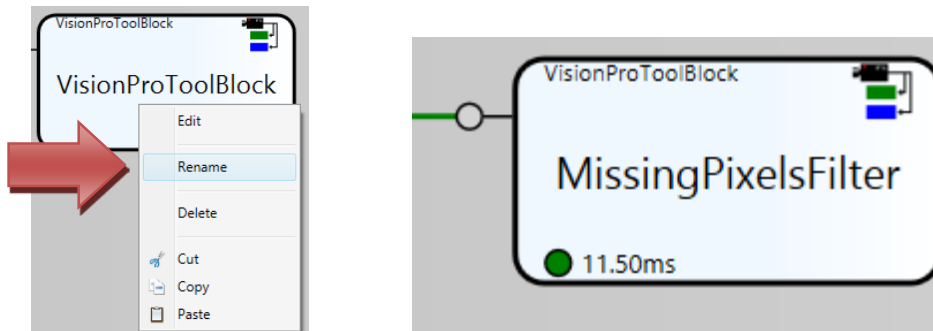 VisionProToolBlock
VisionProToolBlock
Edit
Rename
Delete
Cut
Copy
Paste
VisionProToolBlock
MissingPixelsFilter
11.50ms